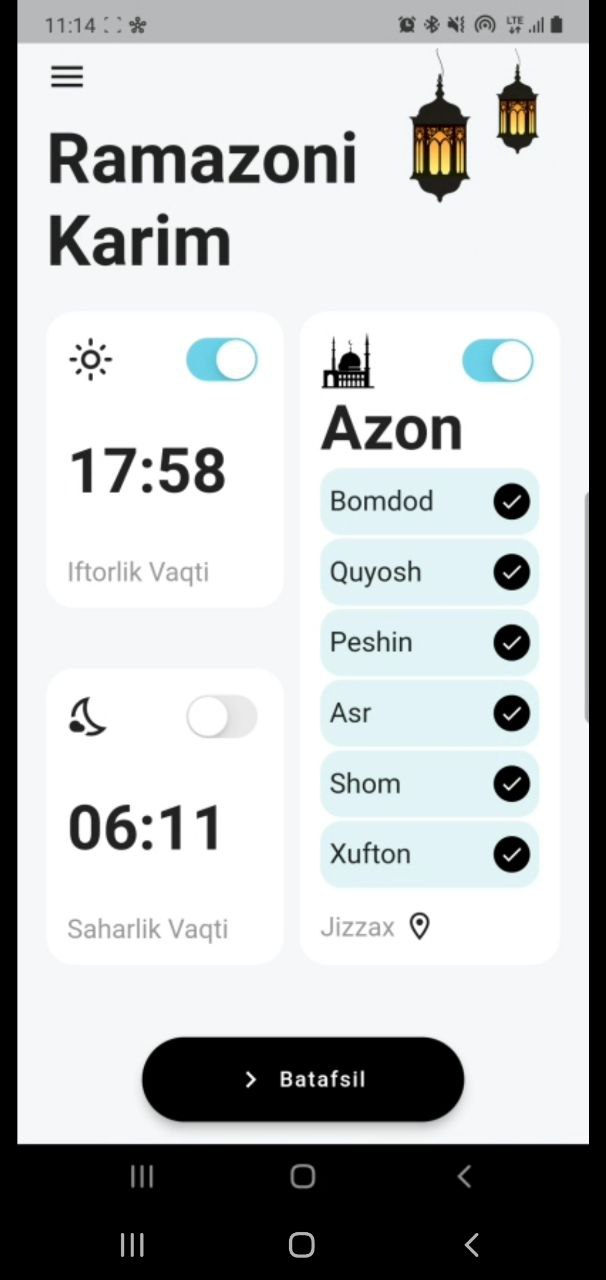 11:14
LTE
Ramazoni
Karim
17:58
Iftorlik Vaqti
06:11
Saharlik Vaqti
Azon
Bomdod
Quyosh
Peshin
Asr
Shom
Xufton
Jizzax
Batafsil